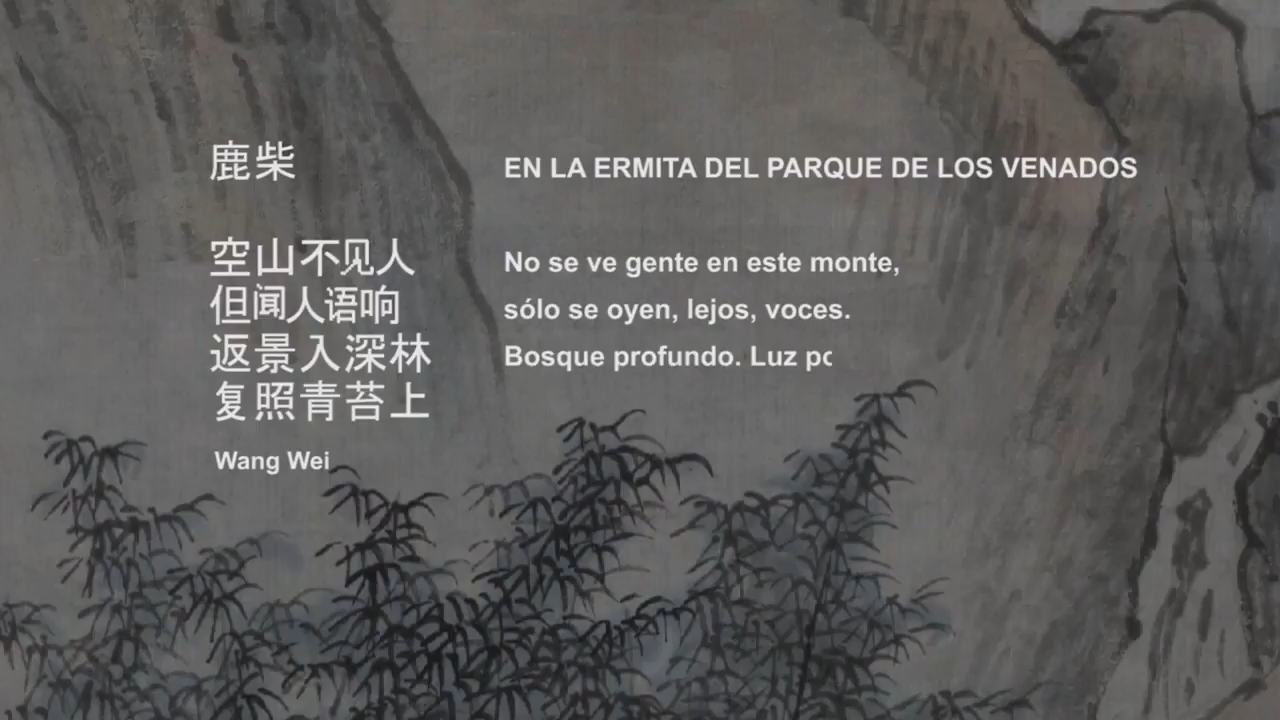 鹿柴
空山不见人
但闻人语响
返景入深林
复照青苔上
Wang Wei
EN LA ERMITA DEL PARQUE DE LOS VENADOS
No se ve gente en este monte,
sólo se oyen, lejos, voces.
Bosque profundo. Luz